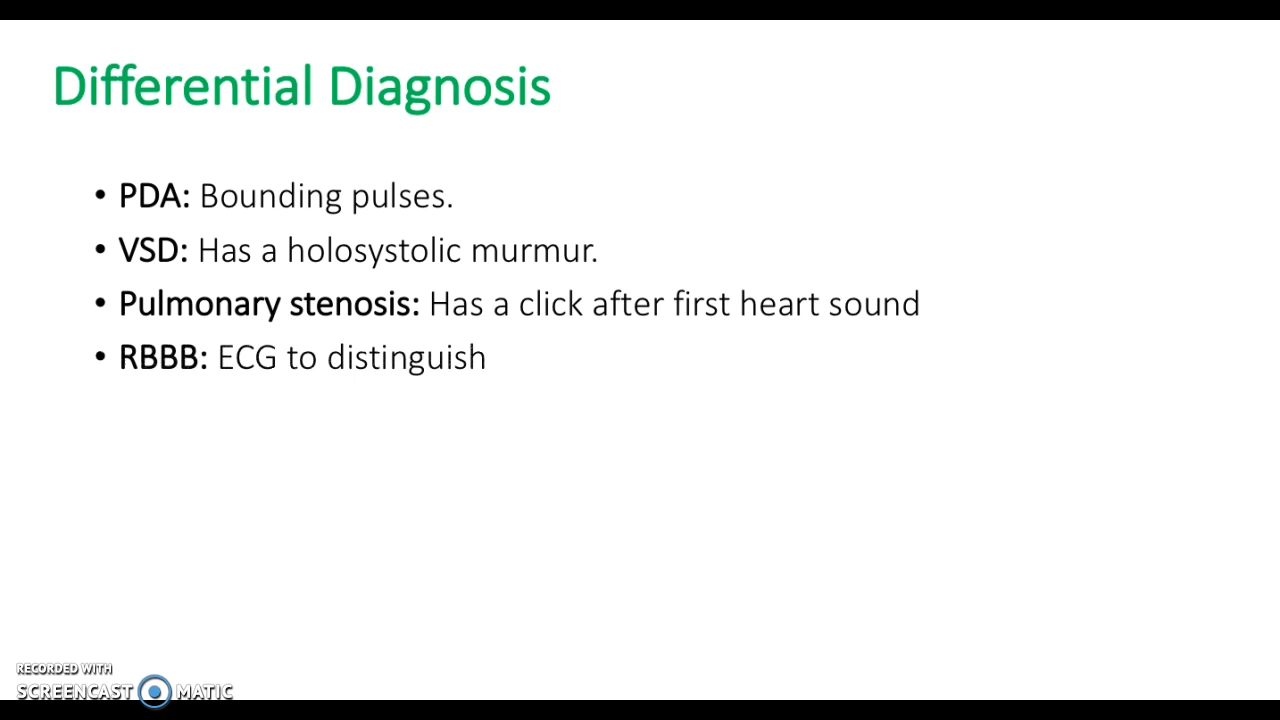 Differential Diagnosis
• PDA: Bounding pulses.
• VSD: Has a holosystolic murmur.
• Pulmonary stenosis: Has a click after first heart sound
• RBBB: ECG to distinguish
RECORDED WITH
SCREENCAST MATIC